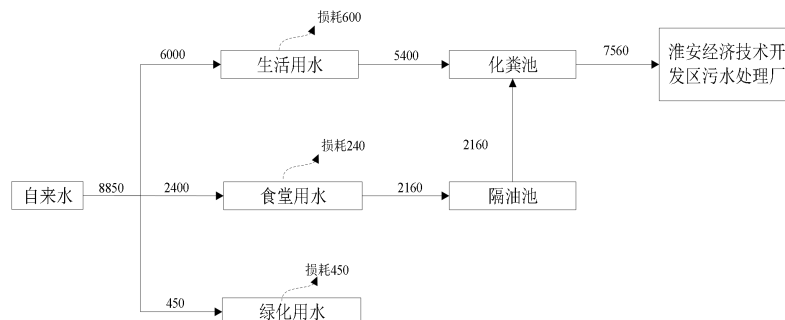 损耗600
6000
生活用水
5400
化粪池
7560
淮安经济技术开
发区污水处理厂
损耗240
2160
自来水
8850
2400
食堂用水
2160
隔油池
损耗450
450
绿化用水